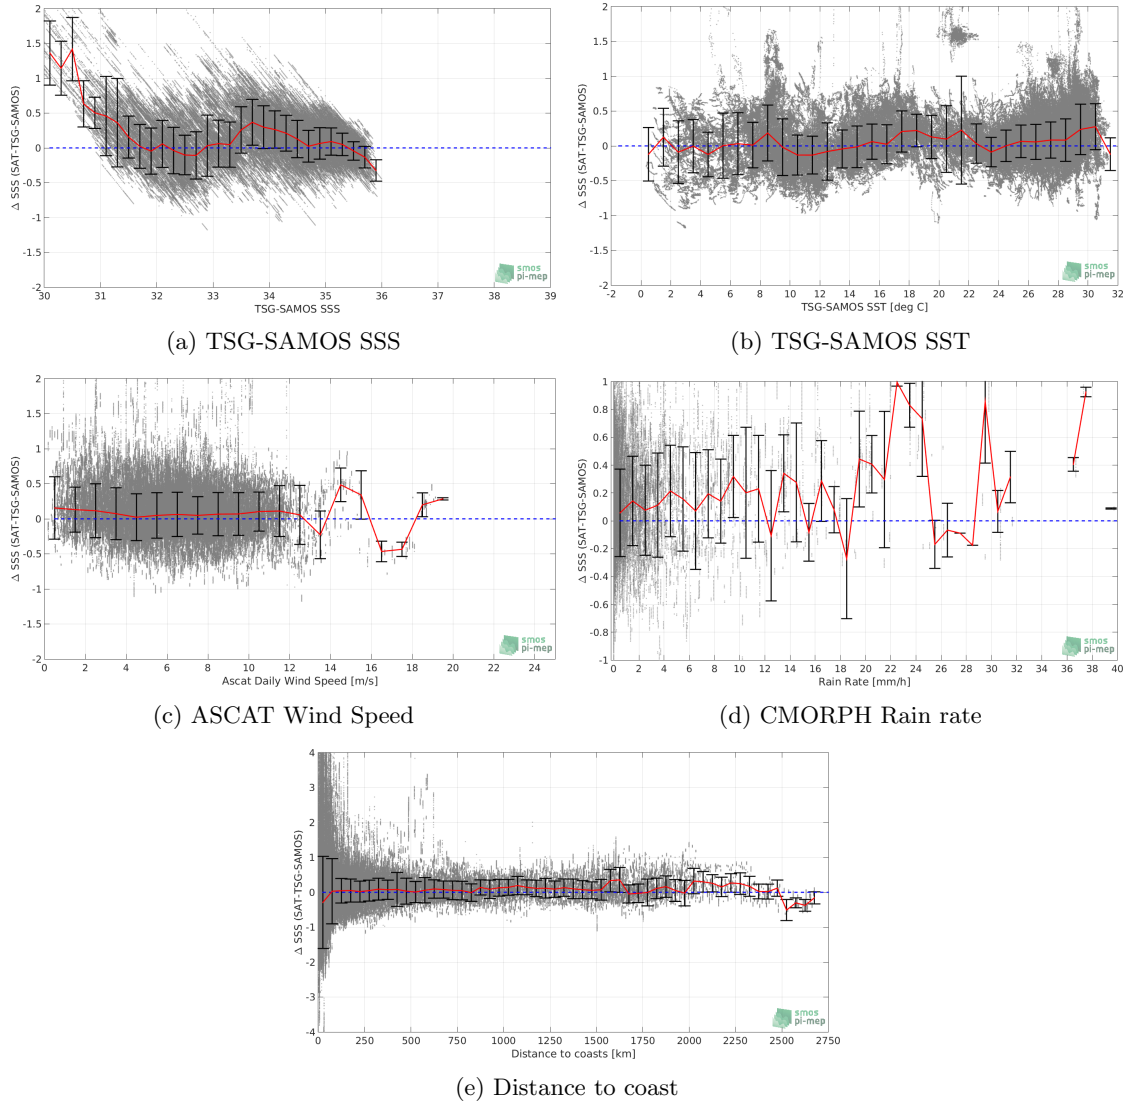 2
1.5
1
0.5
0
-0.5
-1
-1.5
-2
Δ SSS (SAT-TSG-SAMOS)
30 31 32 33 34 35 36 37 38 39
TSG-SAMOS SSS
smos
pi-mep
(a) TSG-SAMOS SSS
2
1.5
1
0.5
0
-0.5
-1
-1.5
-2
Δ SSS (SAT-TSG-SAMOS)
-2 0 2 4 6 8 10 12 14 16 18 20 22 24 26 28 30 32
TSG-SAMOS SST [deg C]
smos
pi-mep
(b) TSG-SAMOS SST
2
1.5
1
0.5
0
-0.5
-1
-1.5
-2
Δ SSS (SAT-TSG-SAMOS)
0 2 4 6 8 10 12 14 16 18 20 22 24
Ascat Daily Wind Speed [m/s]
smos
pi-mep
(c) ASCAT Wind Speed
1
0.8
0.6
0.4
0.2
0
-0.2
-0.4
-0.6
-0.8
-1
Δ SSS (SAT-TSG-SAMOS)
0 2 4 6 8 10 12 14 16 18 20 22 24 26 28 30 32 34 36 38 40
Rain Rate [mm/h]
smos
pi-mep
(d) CMORPH Rain rate
4
3
2
1
0
-1
-2
-3
-4
Δ SSS (SAT-TSG-SAMOS)
0 250 500 750 1000 1250 1500 1750 2000 2250 2500 2750
Distance to coasts [km]
smos
pi-mep
(e) Distance to coast